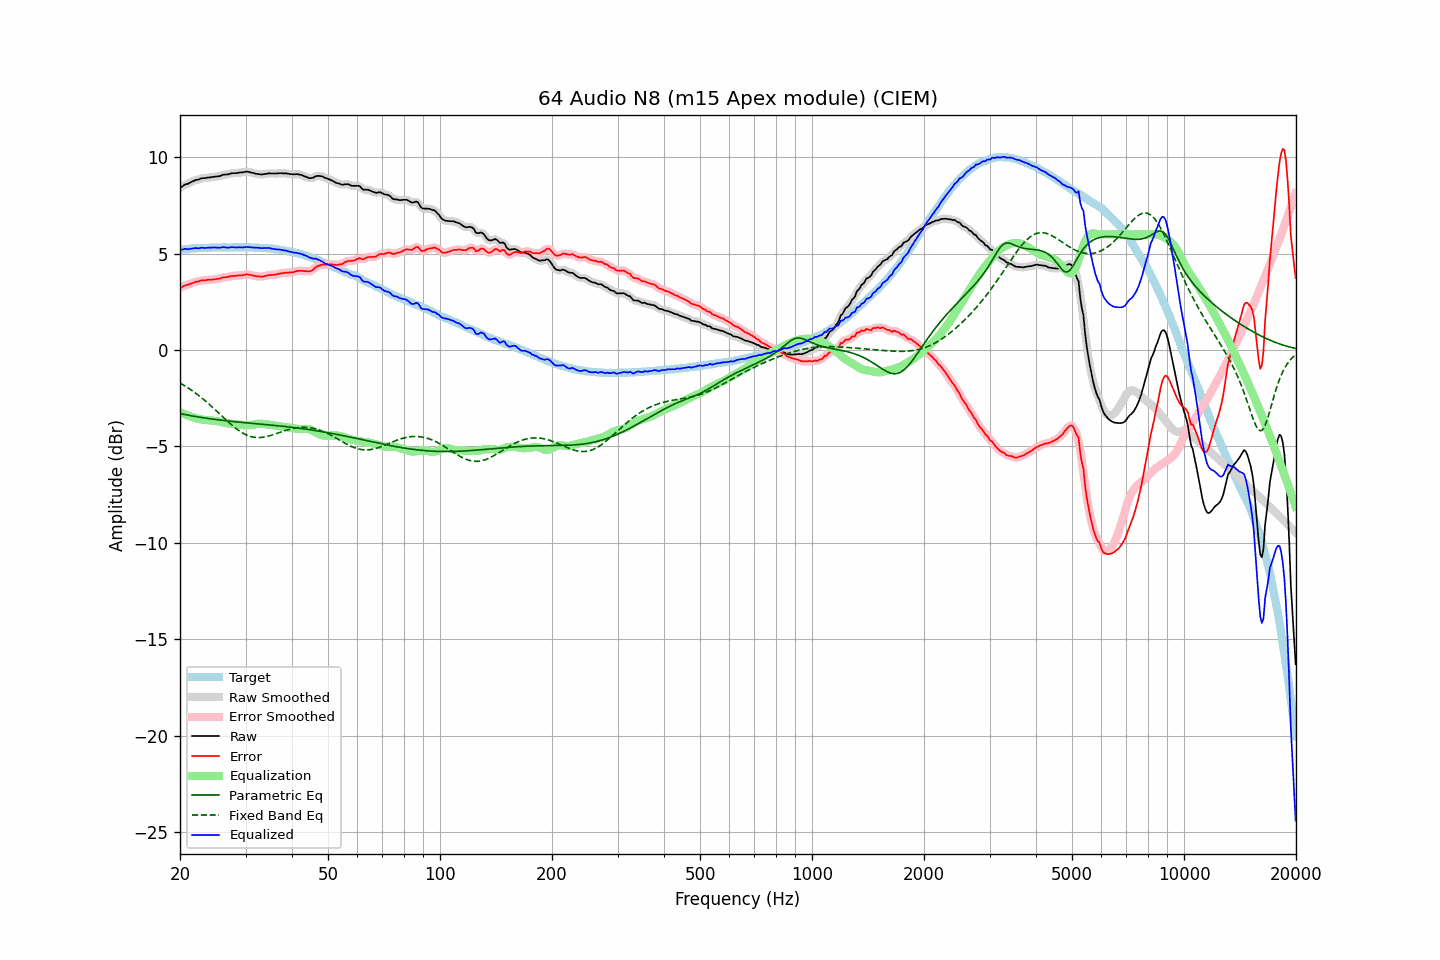 64 Audio N8 (m15 Apex module) (CIEM)
10
5
0
−5
−10
−15
−20
−25
Amplitude (dBr)
Target
Raw Smoothed
Error Smoothed
Raw
Error
Equalization
Parametric Eq
Fixed Band Eq
Equalized
20
50
100
200
500
1000
2000
5000
10000
20000
Frequency (Hz)